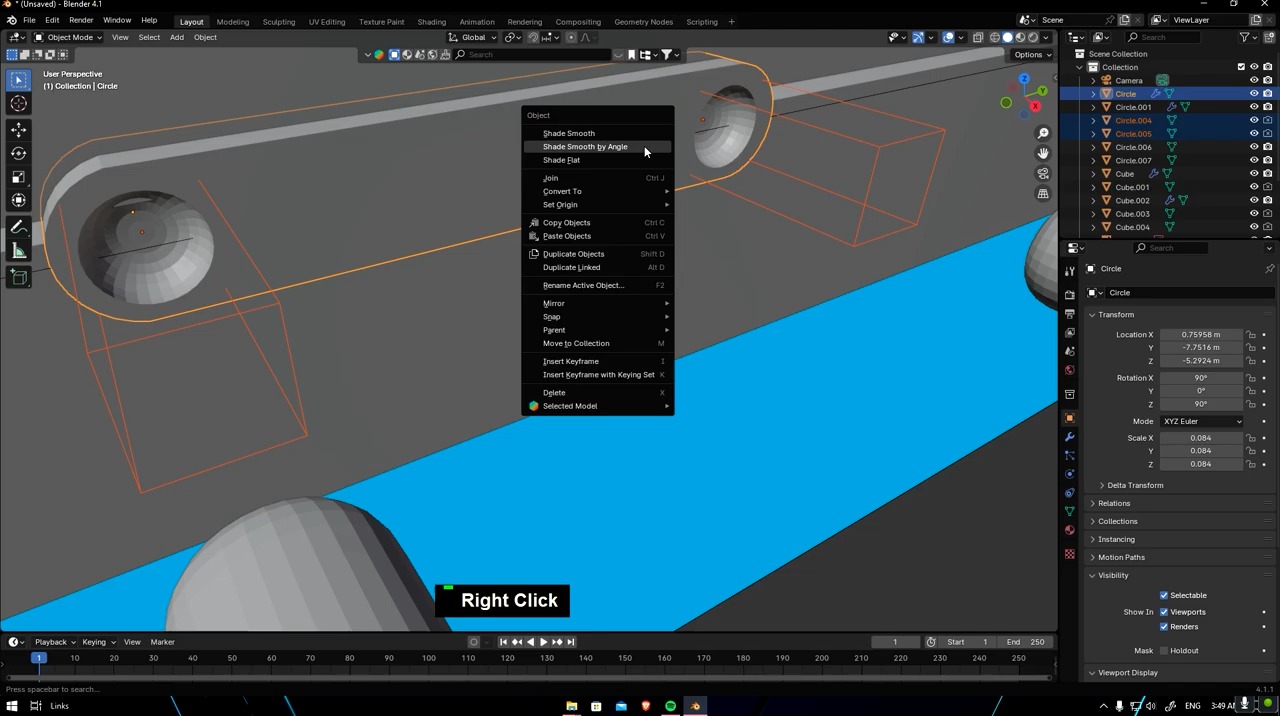 * (Unsaved) - Blender 4.1
File Edit Render Window Help Layout Modeling Sculpting UV Editing Texture Paint Shading Animation Rendering Compositing Geometry Nodes Scripting + Scene ViewLayer
Object Mode View Select Add Object Global Search
Search Options
User Perspective
(1) Collection | Circle
Scene Collection
Collection
Camera
Circle
Circle.001
Circle.004
Circle.005
Circle.006
Circle.007
Cube
Cube.001
Cube.002
Cube.003
Cube.004
Z
Y
X
Object
Shade Smooth
Shade Smooth by Angle
Shade Flat
Join Ctrl J
Convert To
Set Origin
Copy Objects Ctrl C
Paste Objects Ctrl V
Duplicate Objects Shift D
Duplicate Linked Alt D
Rename Active Object... F2
Mirror
Snap
Parent
Move to Collection M
Insert Keyframe I
Insert Keyframe with Keying Set K
Delete X
Selected Model
Search
Circle
Circle
Transform
Location X 0.75958 m
Y -7.7516 m
Z -5.2924 m
Rotation X 90°
Y 0°
Z 90°
Mode XYZ Euler
Scale X 0.084
Y 0.084
Z 0.084
Delta Transform
Relations
Collections
Instancing
Motion Paths
Visibility
Selectable
Show In Viewports
Renders
Mask Holdout
Viewport Display
Right Click
Playback Keying View Marker 1 Start 1 End 250
1 10 20 30 40 50 60 70 80 90 100 110 120 130 140 150 160 170 180 190 200 210 220 230 240 250
Press spacebar to search... 4.1.1
Links ENG 3:49 AM